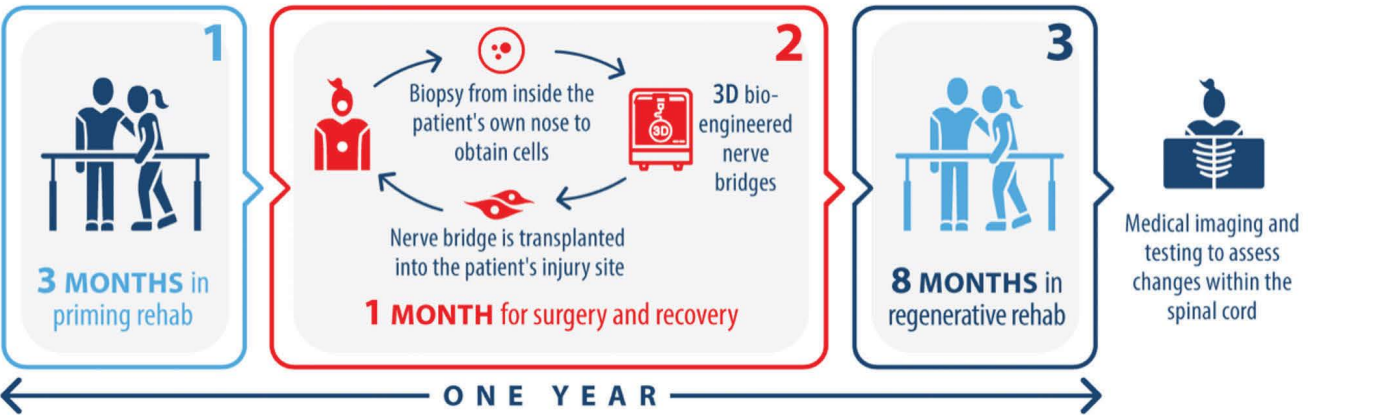 1
3 MONTHS in
priming rehab
2
Biopsy from inside the
patient's own nose to
obtain cells
3D
3D bio-
engineered
nerve
bridges
Nerve bridge is transplanted
into the patient's injury site
1 MONTH for surgery and recovery
3
8 MONTHS in
regenerative rehab
Medical imaging and
testing to assess
changes within the
spinal cord
ONE YEAR